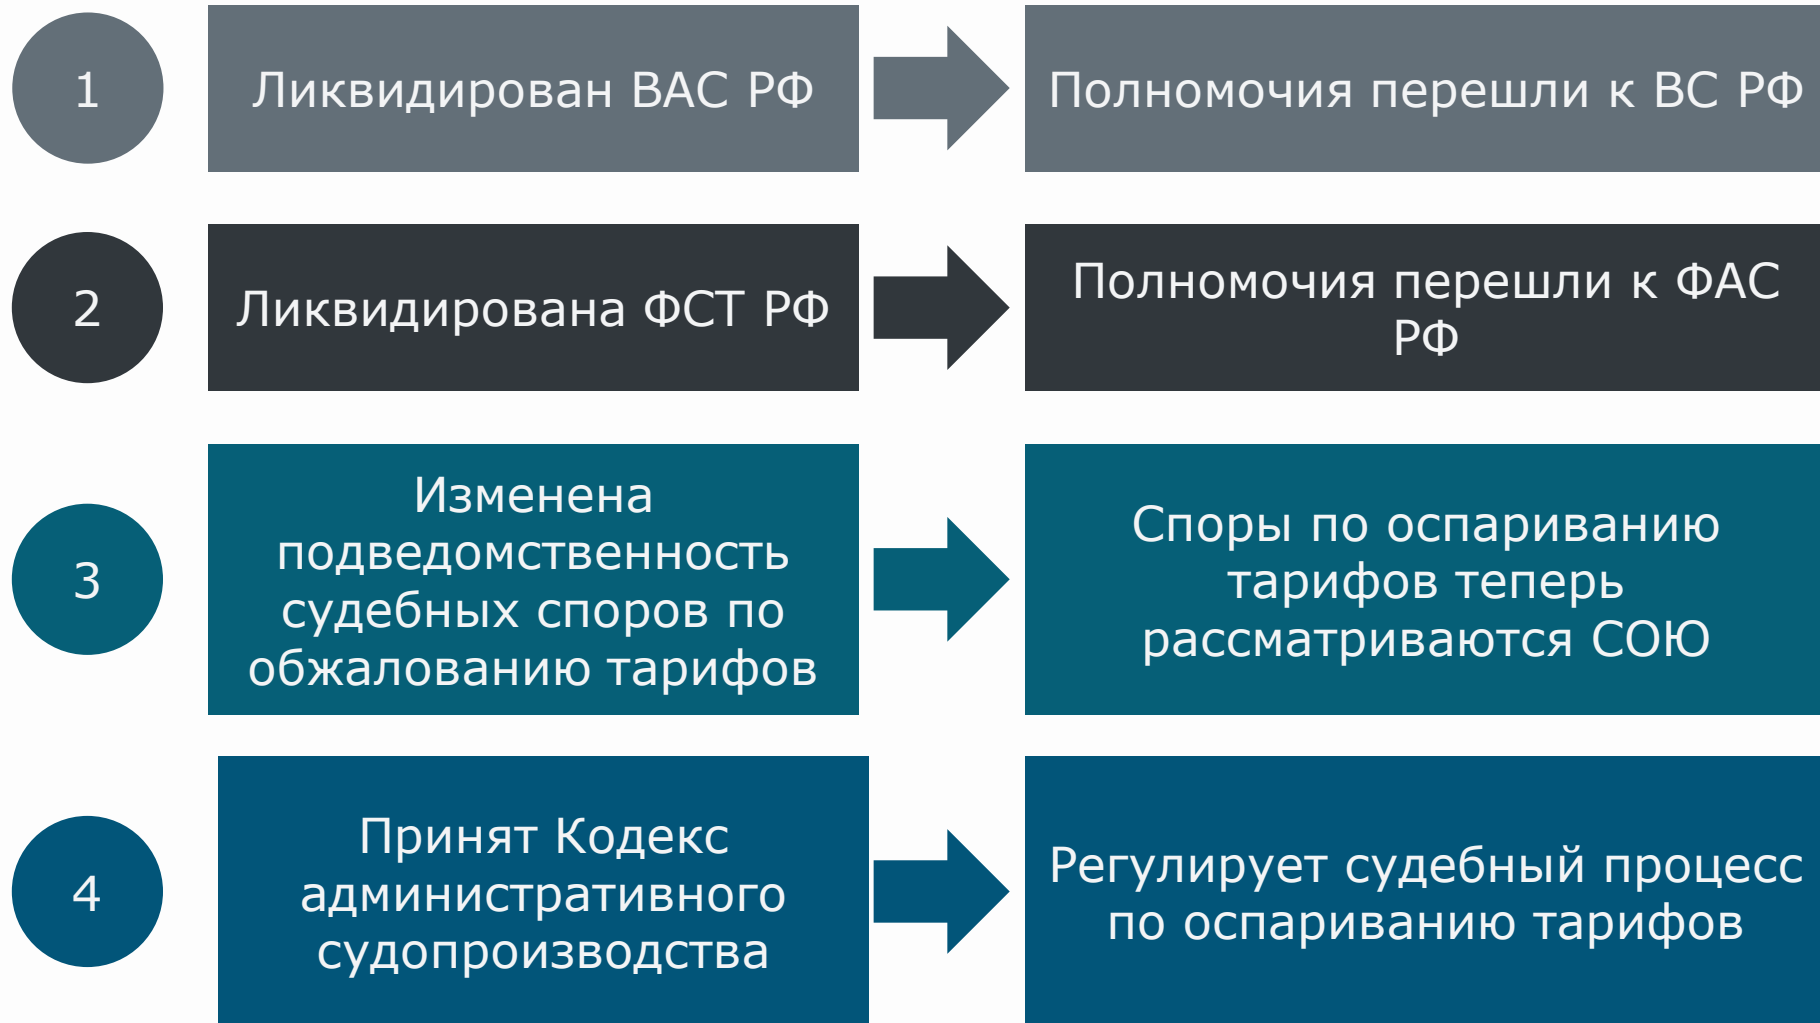 1
Ликвидирован ВАС РФ
Полномочия перешли к ВС РФ
2
Ликвидирована ФСТ РФ
Полномочия перешли к ФАС
РФ
3
Изменена
подведомственность
судебных споров по
обжалованию тарифов
Споры по оспариванию
тарифов теперь
рассматриваются СОЮ
4
Принят Кодекс
административного
судопроизводства
Регулирует судебный процесс
по оспариванию тарифов